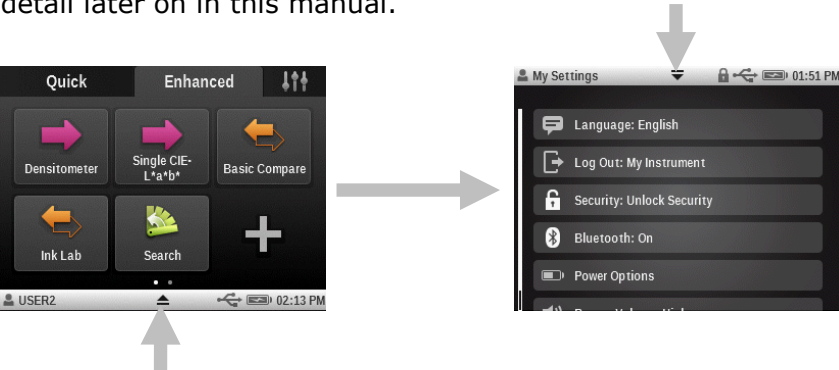 detail later on in this manual.
Quick Enhanced
Densitometer
Single CIE-
L*a*b*
Basic Compare
Ink Lab
Search
USER2 02:13 PM
My Settings 01:51 PM
Language: English
Log Out: My Instrument
Security: Unlock Security
Bluetooth: On
Power Options